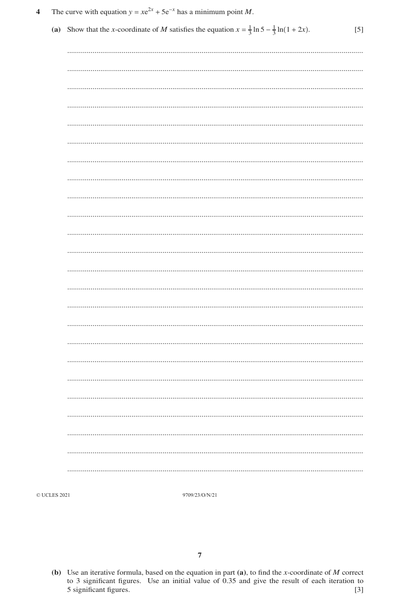 4 The curve with equation y = xe²ˣ + 5e⁻ˣ has a minimum point M.
(a) Show that the x-coordinate of M satisfies the equation x = ⅓ ln 5 − ⅓ ln(1 + 2x). [5]
© UCLES 2021 9709/23/O/N/21
7
(b) Use an iterative formula, based on the equation in part (a), to find the x-coordinate of M correct
to 3 significant figures. Use an initial value of 0.35 and give the result of each iteration to
5 significant figures. [3]